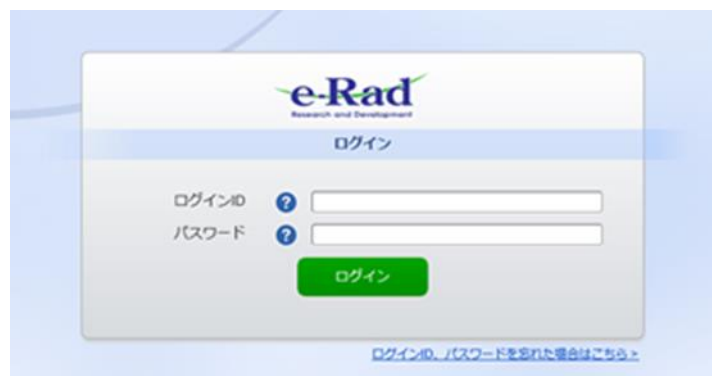 e-Rad
Research and Development
ログイン
ログインID ?
パスワード ?
ログイン
ログインID、パスワードを忘れた場合はこちら >